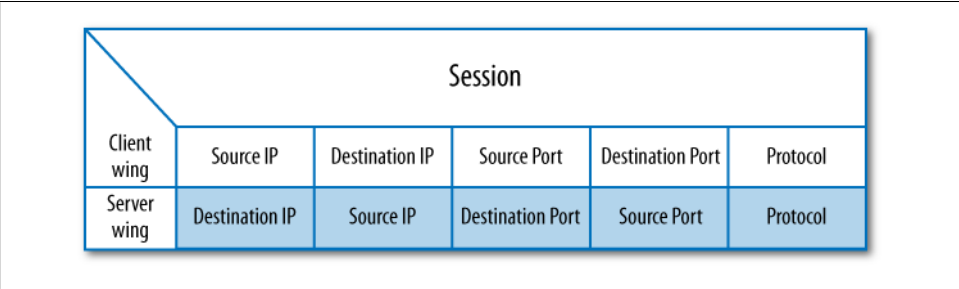 Session
Client
wing
Source IP
Destination IP
Source Port
Destination Port
Protocol
Server
wing
Destination IP
Source IP
Destination Port
Source Port
Protocol